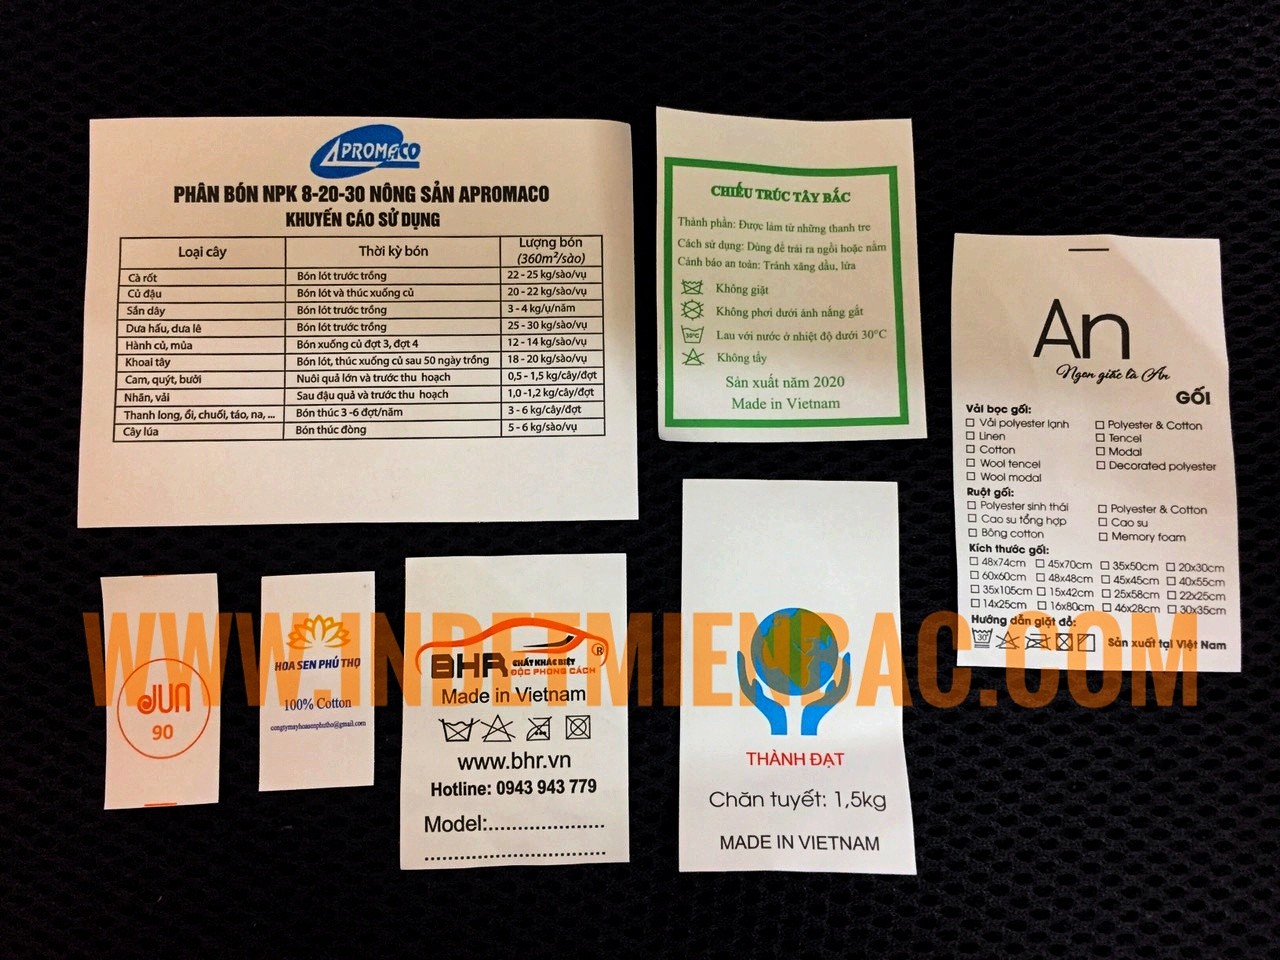 APROMACO
PHÂN BÓN NPK 8-20-30 NÔNG SẢN APROMACO
KHUYẾN CÁO SỬ DỤNG
Loại cây Thời kỳ bón Lượng bón (360m²/sào)
Cà rốt Bón lót trước trồng 22 - 25 kg/sào/vụ
Củ đậu Bón lót và thúc xuống củ 20 - 22 kg/sào/vụ
Sắn dây Bón lót trước trồng 3 - 4 kg/ụ/năm
Dưa hấu, dưa lê Bón lót trước trồng 25 - 30 kg/sào/vụ
Hành củ, mùa Bón xuống củ đợt 3, đợt 4 12 - 14 kg/sào/vụ
Khoai tây Bón lót, thúc xuống củ sau 50 ngày trồng 18 - 20 kg/sào/vụ
Cam, quýt, bưởi Nuôi quả lớn và trước thu hoạch 0,5 - 1,5 kg/cây/đợt
Nhãn, vải Sau đậu quả và trước thu hoạch 1,0 -1,2 kg/cây/đợt
Thanh long, ổi, chuối, táo, na, ... Bón thúc 3 -6 đợt/năm 3 - 6 kg/cây/đợt
Cây lúa Bón thúc đòng 5 - 6 kg/sào/vụ
CHIẾU TRÚC TÂY BẮC
Thành phần: Được làm từ những thanh tre
Cách sử dụng: Dùng để trải ra ngồi hoặc nằm
Cảnh báo an toàn: Tránh xăng dầu, lửa
Không giặt
Không phơi dưới ánh nắng gắt
30°C Lau với nước ở nhiệt độ dưới 30°C
Không tẩy
Sản xuất năm 2020
Made in Vietnam
An
Ngon giấc là An
GỐI
Vải bọc gối:
Vải polyester lạnh Polyester & Cotton
Linen Tencel
Cotton Modal
Wool tencel Decorated polyester
Wool modal
Ruột gối:
Polyester sinh thái Polyester & Cotton
Cao su tổng hợp Cao su
Bông cotton Memory foam
Kích thước gối:
48x74cm 45x70cm 35x50cm 20x30cm
60x60cm 48x48cm 45x45cm 40x55cm
35x105cm 15x42cm 25x58cm 22x25cm
14x25cm 16x80cm 46x28cm 30x35cm
Hướng dẫn giặt đồ:
30° Sản xuất tại Việt Nam
JUN
90
HOA SEN PHÚ THỌ
100% Cotton
congtymayhoasenphutho@gmail.com
BHR CHẤT KHÁC BIỆT ®
ĐỘC PHONG CÁCH
Made in Vietnam
www.bhr.vn
Hotline: 0943 943 779
Model:.....................
................................
THÀNH ĐẠT
Chăn tuyết: 1,5kg
MADE IN VIETNAM
WWW.INDETMIENBAC.COM